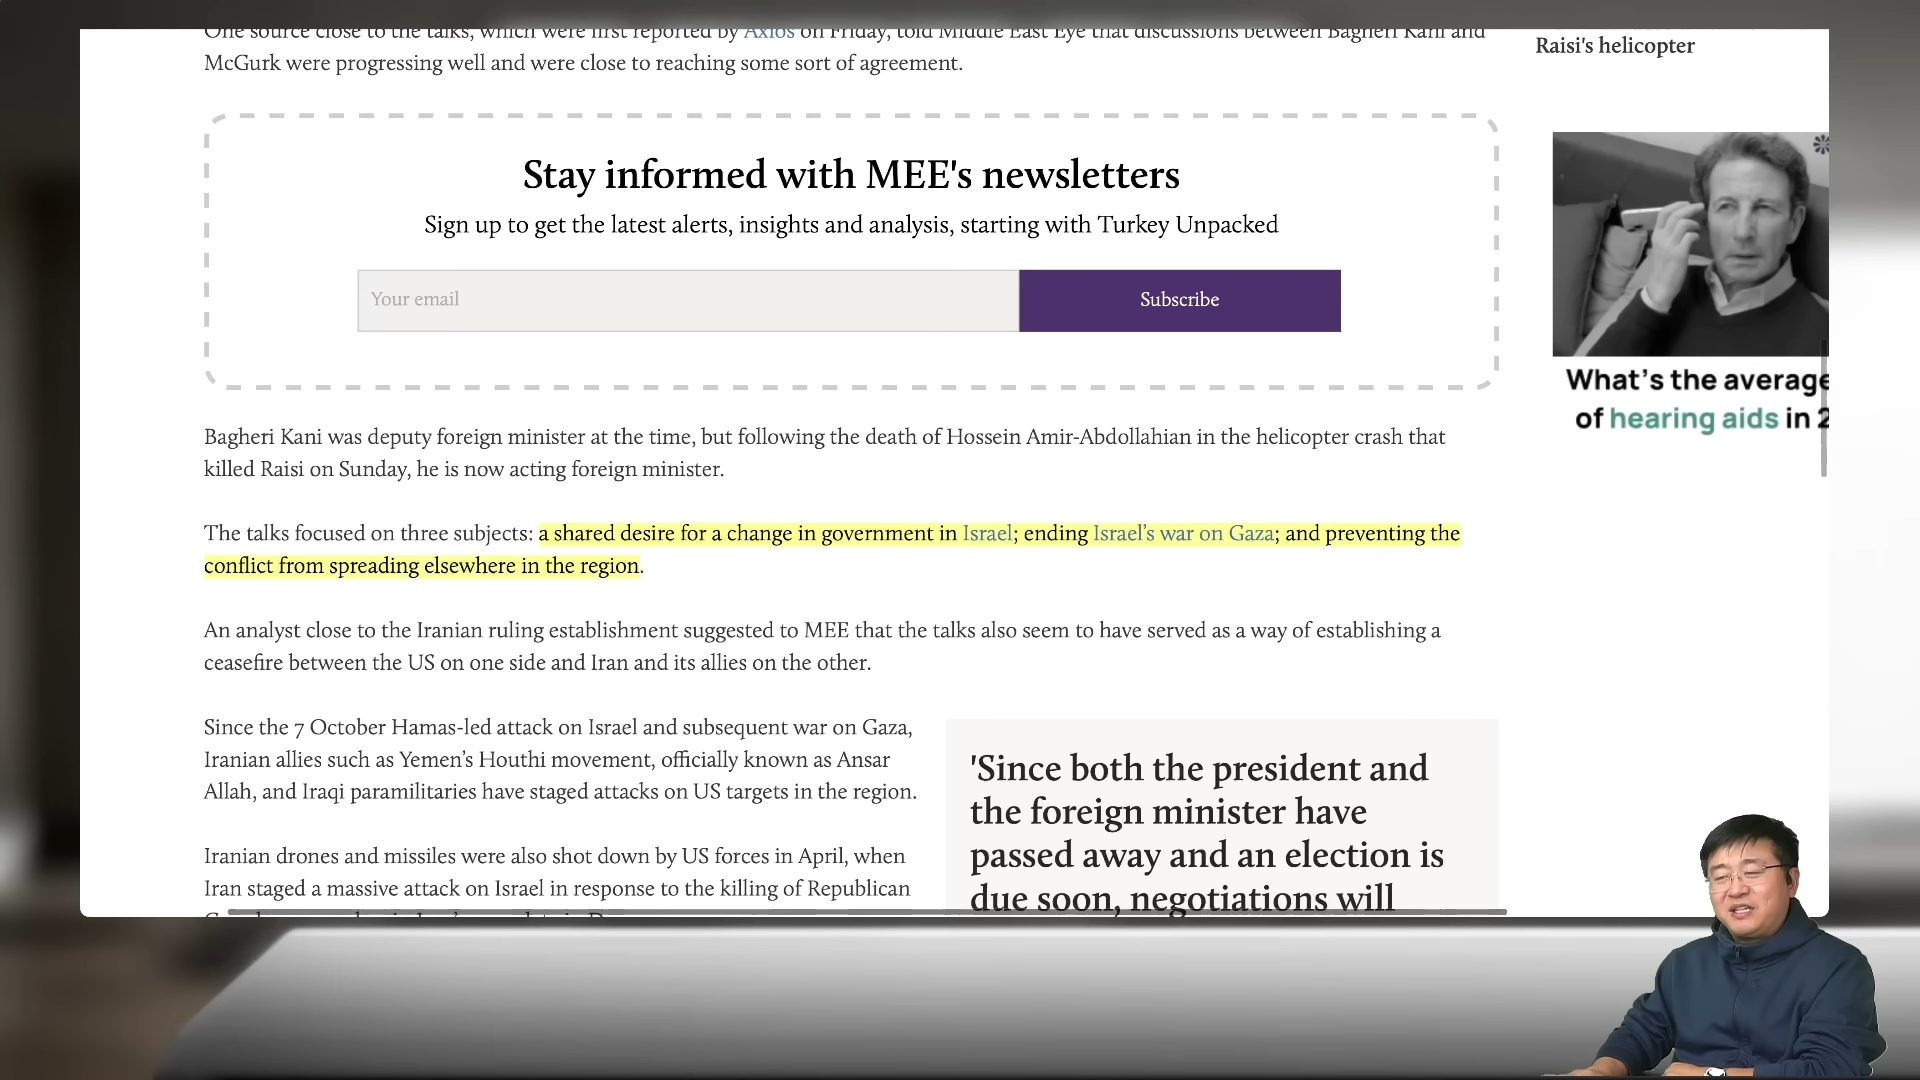 One source close to the talks, which were first reported by Axios on Friday, told Middle East Eye that discussions between Bagheri Kani and
McGurk were progressing well and were close to reaching some sort of agreement.
Raisi's helicopter
Stay informed with MEE's newsletters
Sign up to get the latest alerts, insights and analysis, starting with Turkey Unpacked
Your email
Subscribe
What's the average
of hearing aids in 2
Bagheri Kani was deputy foreign minister at the time, but following the death of Hossein Amir-Abdollahian in the helicopter crash that
killed Raisi on Sunday, he is now acting foreign minister.
The talks focused on three subjects: a shared desire for a change in government in Israel; ending Israel’s war on Gaza; and preventing the
conflict from spreading elsewhere in the region.
An analyst close to the Iranian ruling establishment suggested to MEE that the talks also seem to have served as a way of establishing a
ceasefire between the US on one side and Iran and its allies on the other.
Since the 7 October Hamas-led attack on Israel and subsequent war on Gaza,
Iranian allies such as Yemen’s Houthi movement, officially known as Ansar
Allah, and Iraqi paramilitaries have staged attacks on US targets in the region.
Iranian drones and missiles were also shot down by US forces in April, when
Iran staged a massive attack on Israel in response to the killing of Republican
'Since both the president and
the foreign minister have
passed away and an election is
due soon, negotiations will